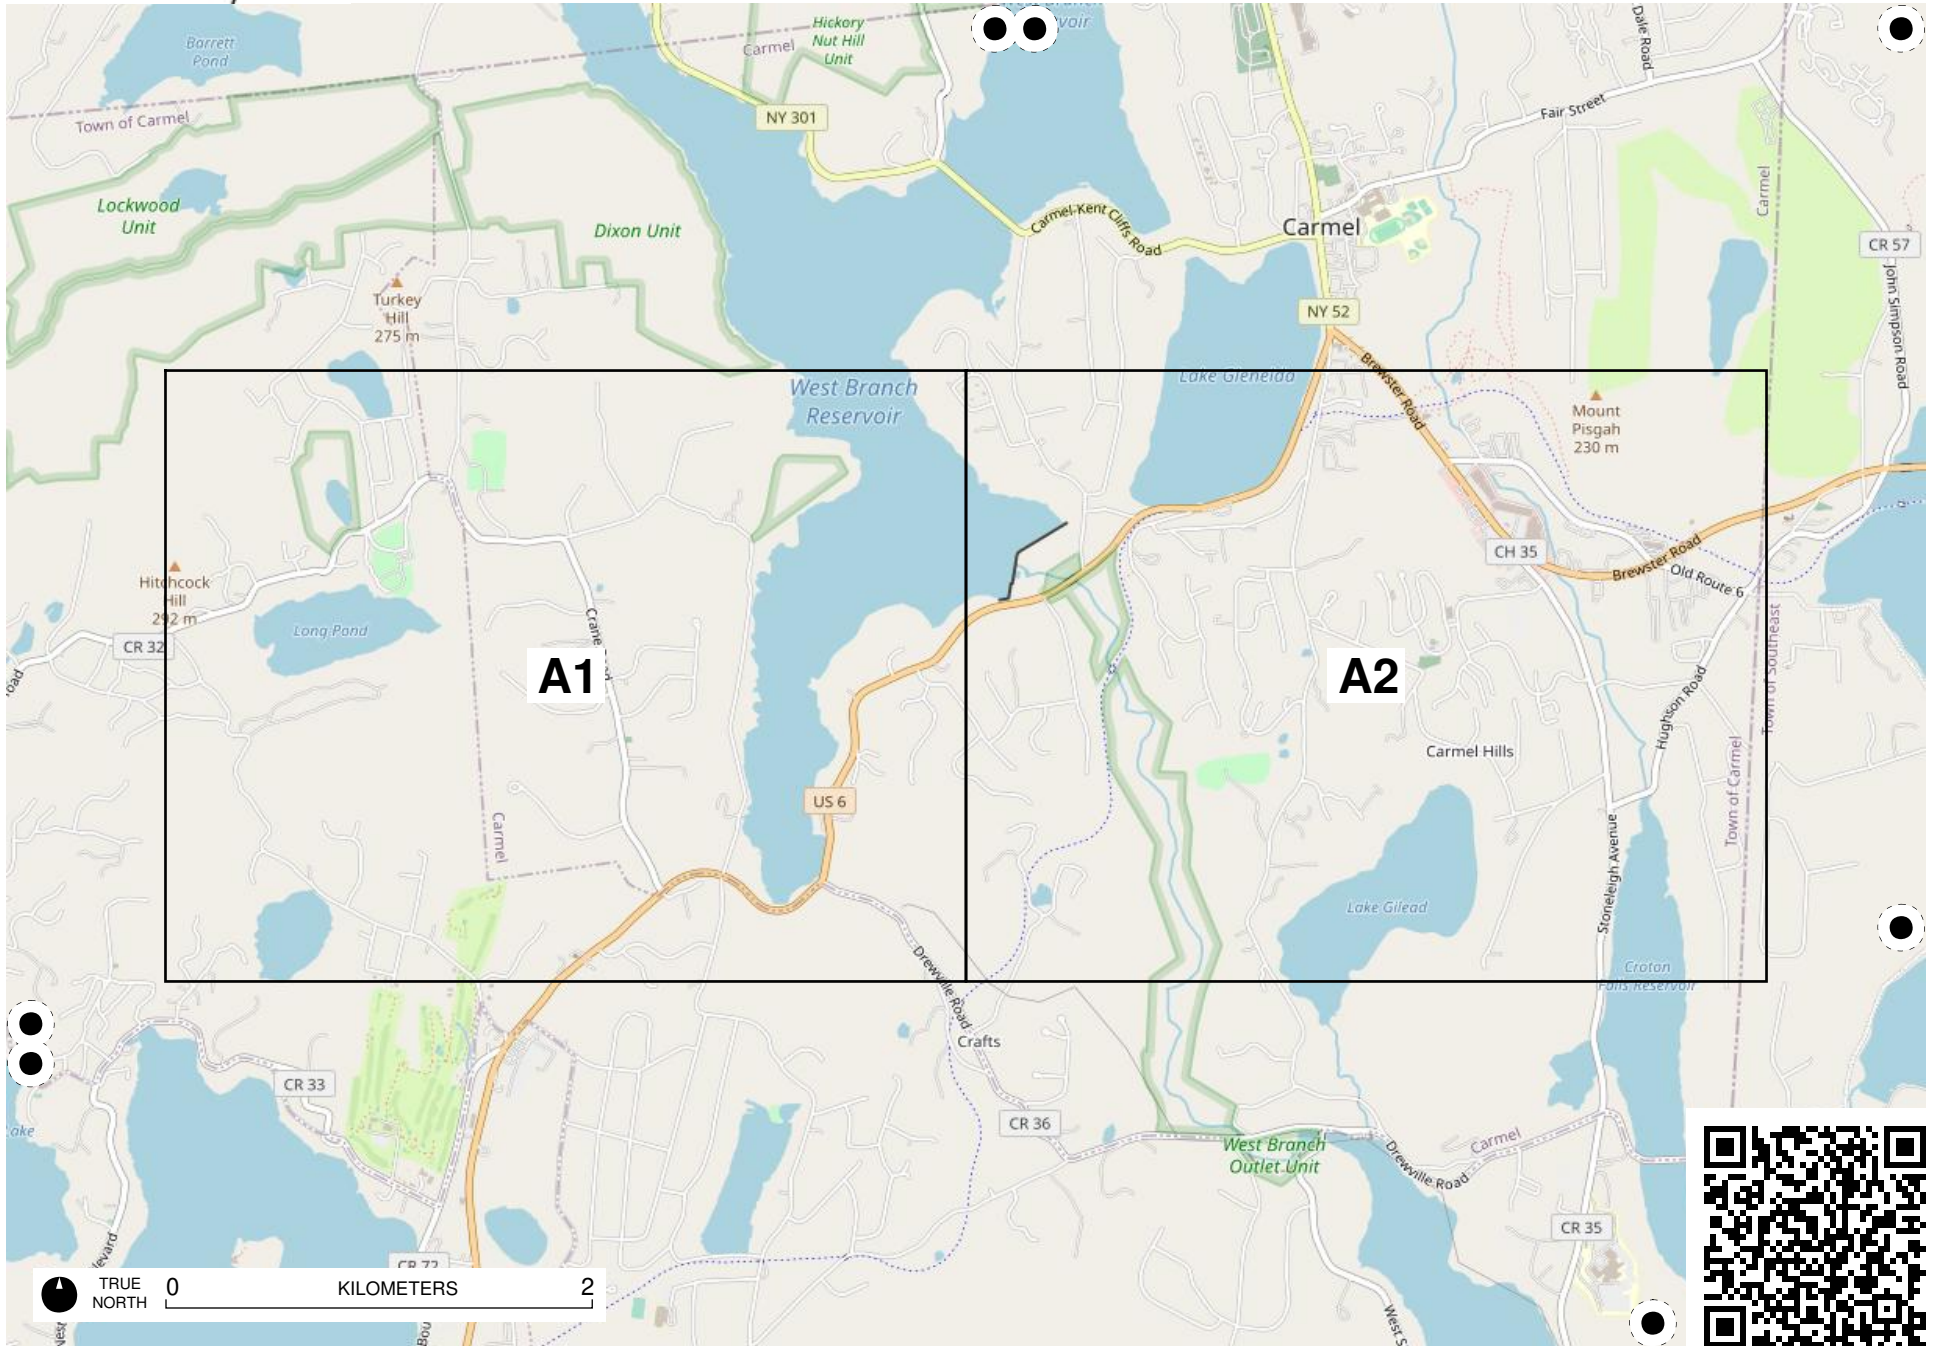 Barrett
Pond
Hickory
Nut Hill
Unit
Carmel
Dale Road
Town of Carmel
NY 301
Fair Street
Lockwood
Unit
Dixon Unit
Carmel-Kent Cliffs Road
Carmel
Carmel
CR 57
John Simpson Road
Turkey
Hill
275 m
NY 52
West Branch
Reservoir
Lake Gleneida
Brewster Road
Mount
Pisgah
230 m
Hitchcock
Hill
292 m
CR 32
Long Pond
Crane
CH 35
Brewster Road
Old Route 6
A1
A2
Town of Southeast
Hughson Road
Carmel Hills
Town of Carmel
US 6
Carmel
Stoneleigh Avenue
Lake Gilead
Drewville Road
Croton
Falls Reservoir
Crafts
CR 33
CR 36
West Branch
Outlet Unit
Drewville Road
Carmel
CR 35
CR 72
TRUE
NORTH
0
KILOMETERS
2